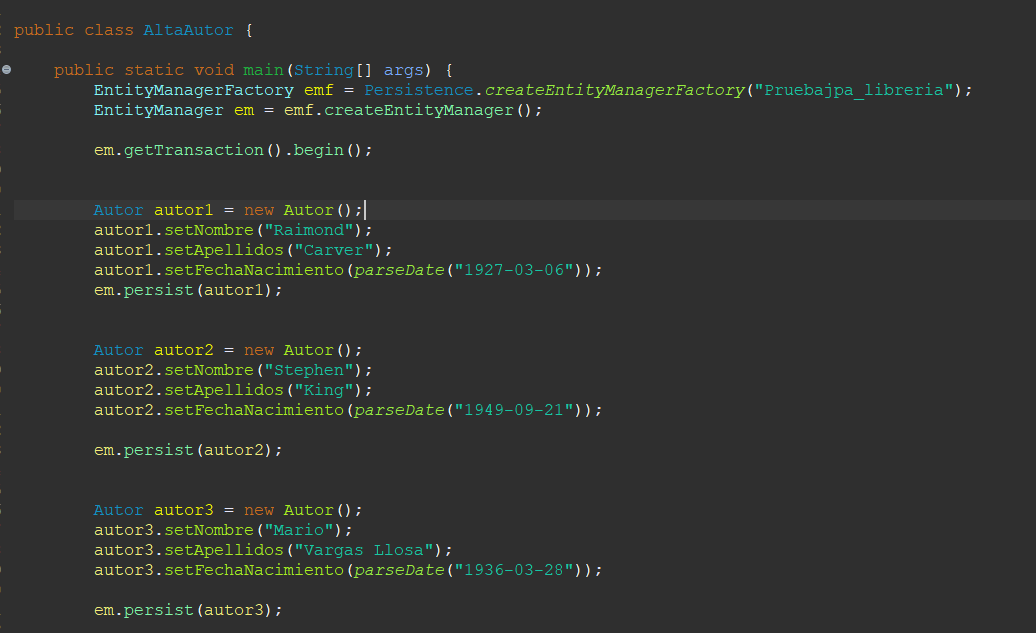 public class AltaAutor {
public static void main(String[] args) {
EntityManagerFactory emf = Persistence.createEntityManagerFactory("Pruebajpa_libreria");
EntityManager em = emf.createEntityManager();
em.getTransaction().begin();
Autor autor1 = new Autor();
autor1.setNombre("Raimond");
autor1.setApellidos("Carver");
autor1.setFechaNacimiento(parseDate("1927-03-06"));
em.persist(autor1);
Autor autor2 = new Autor();
autor2.setNombre("Stephen");
autor2.setApellidos("King");
autor2.setFechaNacimiento(parseDate("1949-09-21"));
em.persist(autor2);
Autor autor3 = new Autor();
autor3.setNombre("Mario");
autor3.setApellidos("Vargas Llosa");
autor3.setFechaNacimiento(parseDate("1936-03-28"));
em.persist(autor3);